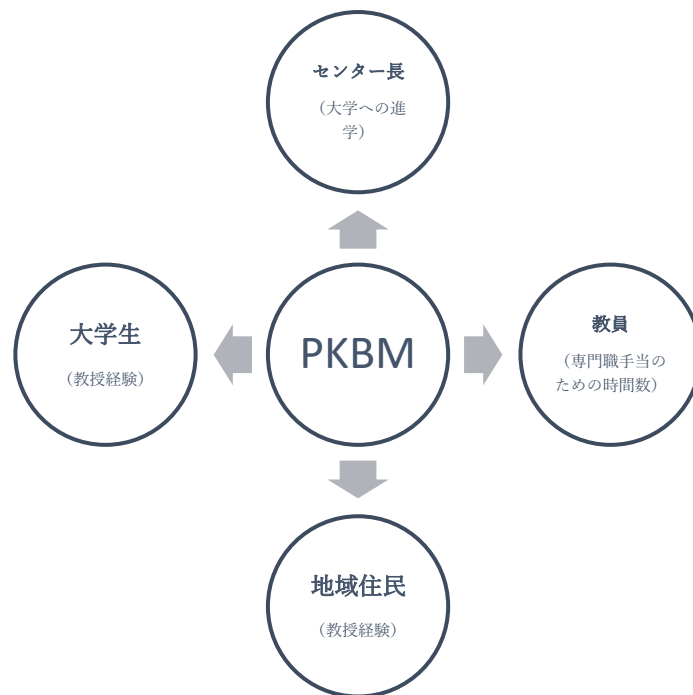 センター長
（大学への進
学）
大学生
（教授経験）
PKBM
教員
（専門職手当の
ための時間数）
地域住民
（教授経験）